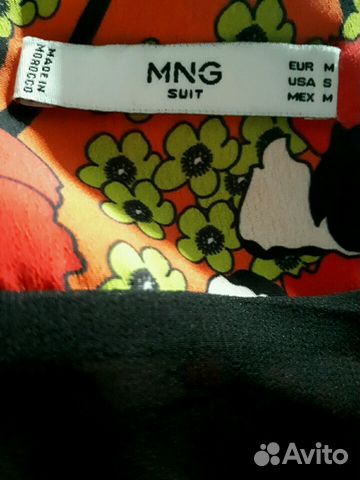 MADE IN
MOROCCO
MNG
SUIT
EUR M
USA S
MEX M
Avito